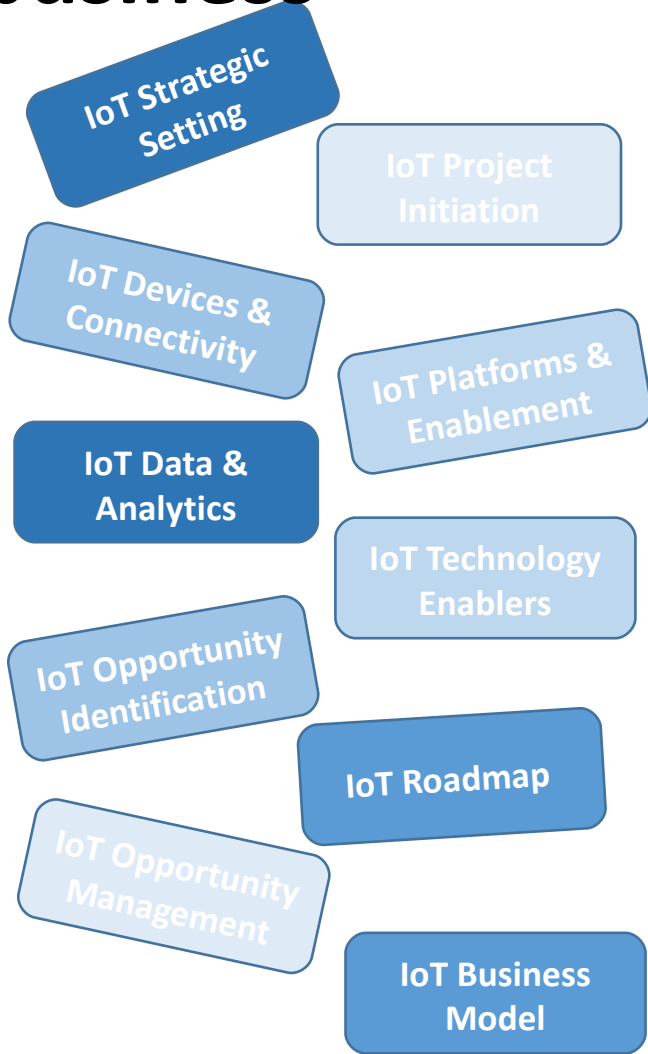 business
IoT Strategic
Setting
IoT Project
Initiation
IoT Devices &
Connectivity
IoT Platforms &
Enablement
IoT Data &
Analytics
IoT Technology
Enablers
IoT Opportunity
Identification
IoT Roadmap
IoT Opportunity
Management
IoT Business
Model